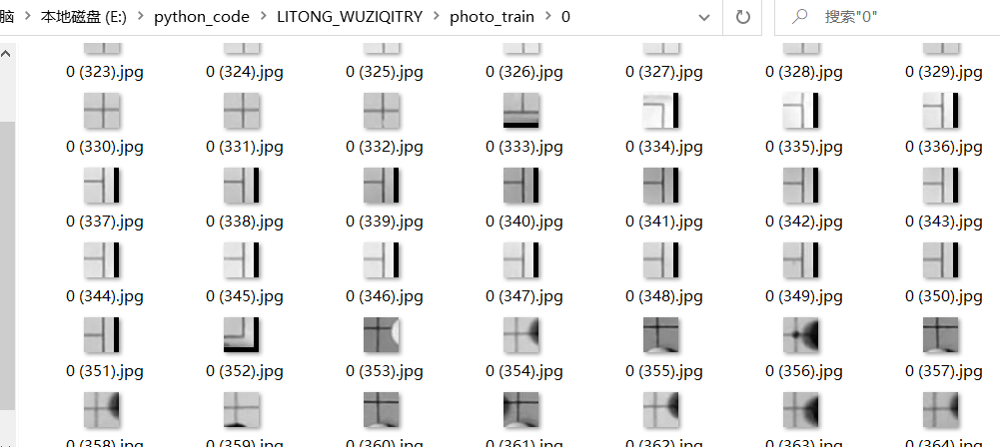 脑 > 本地磁盘 (E:) > python_code > LITONG_WUZIQITRY > photo_train > 0 搜索"0"
0 (323).jpg 0 (324).jpg 0 (325).jpg 0 (326).jpg 0 (327).jpg 0 (328).jpg 0 (329).jpg
0 (330).jpg 0 (331).jpg 0 (332).jpg 0 (333).jpg 0 (334).jpg 0 (335).jpg 0 (336).jpg
0 (337).jpg 0 (338).jpg 0 (339).jpg 0 (340).jpg 0 (341).jpg 0 (342).jpg 0 (343).jpg
0 (344).jpg 0 (345).jpg 0 (346).jpg 0 (347).jpg 0 (348).jpg 0 (349).jpg 0 (350).jpg
0 (351).jpg 0 (352).jpg 0 (353).jpg 0 (354).jpg 0 (355).jpg 0 (356).jpg 0 (357).jpg
0 (358).jpg 0 (359).jpg 0 (360).jpg 0 (361).jpg 0 (362).jpg 0 (363).jpg 0 (364).jpg